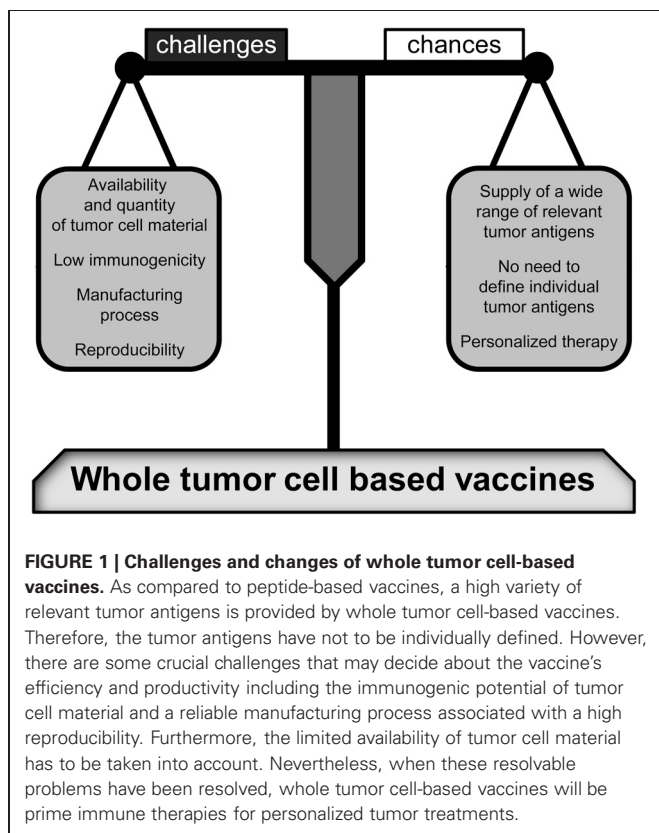 challenges
chances
Availability
and quantity
of tumor cell material
Low immunogenicity
Manufacturing
process
Reproducibility
Supply of a wide
range of relevant
tumor antigens
No need to
define individual
tumor antigens
Personalized therapy
Whole tumor cell based vaccines
FIGURE 1 | Challenges and changes of whole tumor cell-based
vaccines. As compared to peptide-based vaccines, a high variety of
relevant tumor antigens is provided by whole tumor cell-based vaccines.
Therefore, the tumor antigens have not to be individually defined. However,
there are some crucial challenges that may decide about the vaccine's
efficiency and productivity including the immunogenic potential of tumor
cell material and a reliable manufacturing process associated with a high
reproducibility. Furthermore, the limited availability of tumor cell material
has to be taken into account. Nevertheless, when these resolvable
problems have been resolved, whole tumor cell-based vaccines will be
prime immune therapies for personalized tumor treatments.